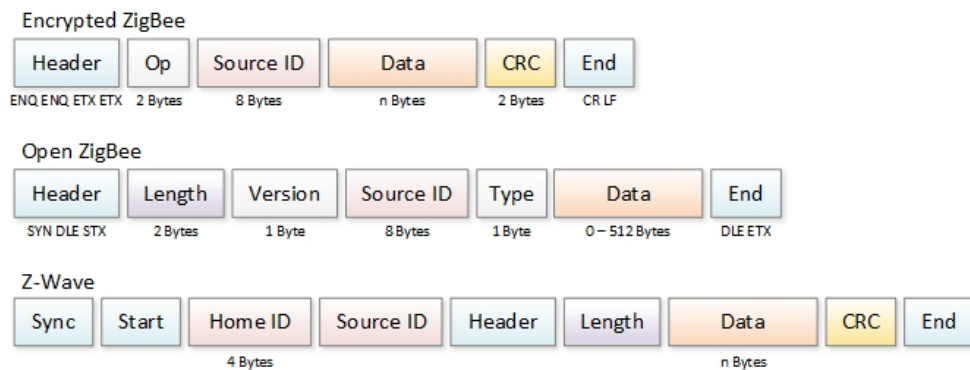 Encrypted ZigBee
Header Op Source ID Data CRC End
ENQ ENQ ETX ETX 2 Bytes 8 Bytes n Bytes 2 Bytes CR LF
Open ZigBee
Header Length Version Source ID Type Data End
SYN DLE STX 2 Bytes 1 Byte 8 Bytes 1 Byte 0 – 512 Bytes DLE ETX
Z-Wave
Sync Start Home ID Source ID Header Length Data CRC End
4 Bytes n Bytes